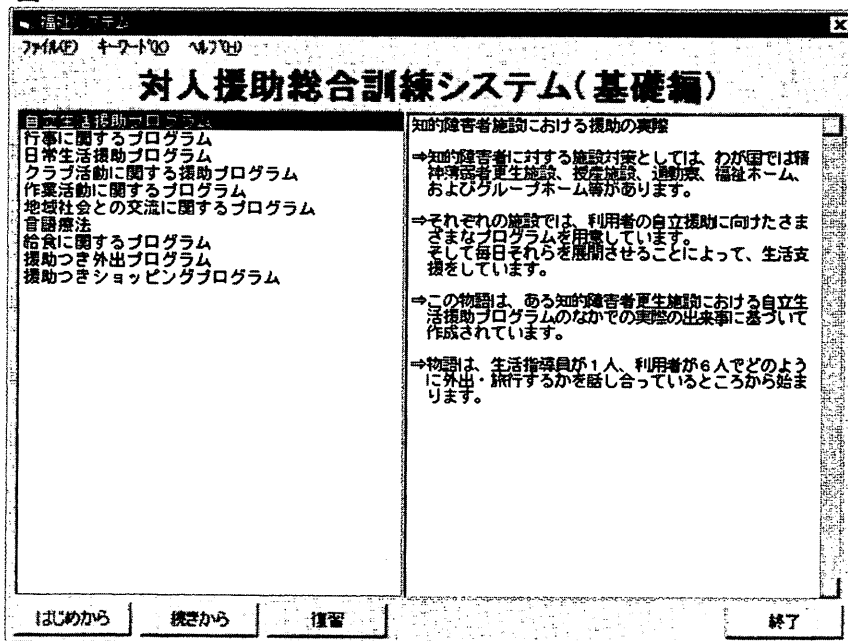 福祉システム
ファイル(F) キーワード(K) ヘルプ(H)
対人援助総合訓練システム(基礎編)
自立生活援助プログラム
行事に関するプログラム
日常生活援助プログラム
クラブ活動に関する援助プログラム
作業活動に関するプログラム
地域社会との交流に関するプログラム
言語療法
給食に関するプログラム
援助つき外出プログラム
援助つきショッピングプログラム
知的障害者施設における援助の実際
⇒知的障害者に対する施設対策としては、わが国では精
神薄弱者更生施設、授産施設、通勤寮、福祉ホーム、
およびグループホーム等があります。
⇒それぞれの施設では、利用者の自立援助に向けたさま
ざまなプログラムを用意しています。
そして毎日それらを展開させることによって、生活支
援をしています。
⇒この物語は、ある知的障害者更生施設における自立生
活援助プログラムのなかでの実際の出来事に基づいて
作成されています。
⇒物語は、生活指導員が1人、利用者が6人でどのよう
に外出・旅行するかを話し合っているところから始ま
ります。
はじめから 続きから 復習 終了